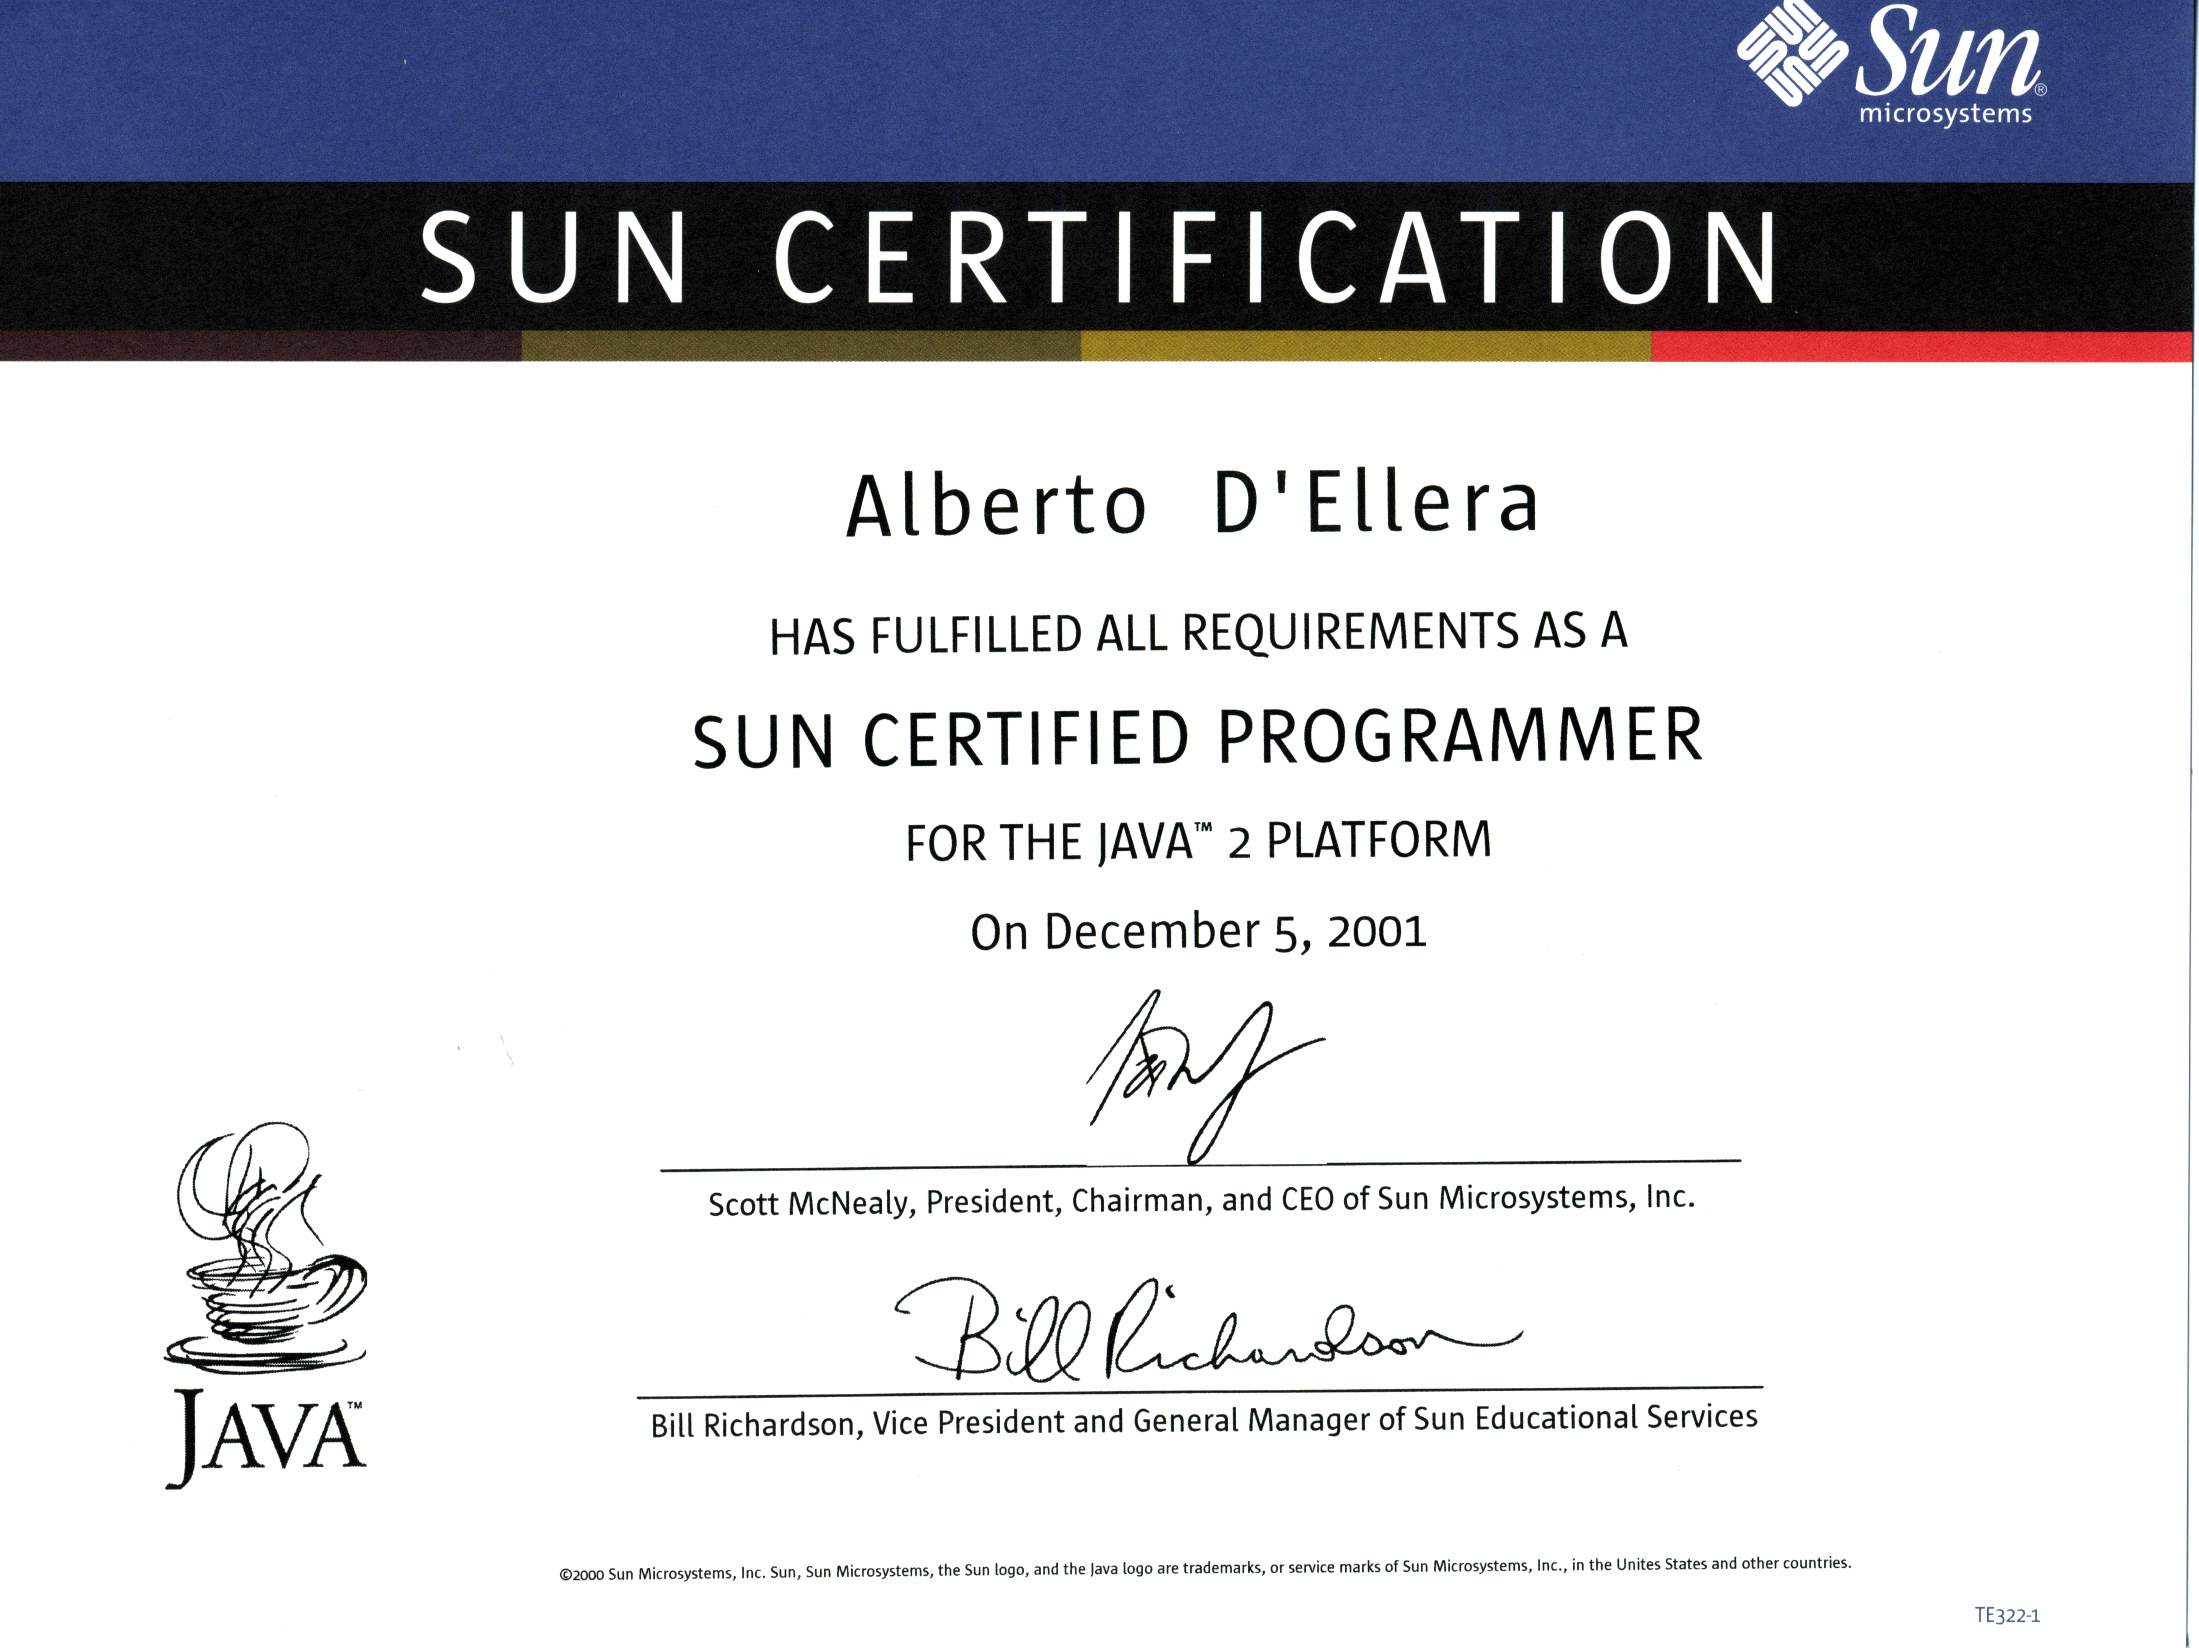 Sun®
microsystems
SUN CERTIFICATION
Alberto D'Ellera
HAS FULFILLED ALL REQUIREMENTS AS A
SUN CERTIFIED PROGRAMMER
FOR THE JAVA™ 2 PLATFORM
On December 5, 2001
Scott McNealy, President, Chairman, and CEO of Sun Microsystems, Inc.
Bill Richardson
Bill Richardson, Vice President and General Manager of Sun Educational Services
JAVA™
©2000 Sun Microsystems, Inc. Sun, Sun Microsystems, the Sun logo, and the Java logo are trademarks, or service marks of Sun Microsystems, Inc., in the Unites States and other countries.
TE322-1